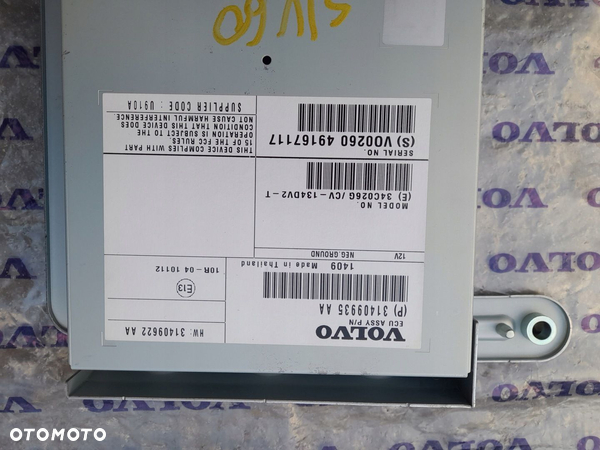 VOLVO
ECU ASSY P/N
(P) 31409935 AA
HW: 31409622 AA
E13
1409 Made in Thailand
10R-04 10112
12V NEG GROUND
MODEL NO.
(E) 34C026G /CV-134DV2-T
SERIAL NO.
(S) VO0260 49167117
THIS DEVICE COMPLIES WITH PART
15 OF THE FCC RULES.
OPERATION IS SUBJECT TO THE
CONDITION THAT THIS DEVICE DOES
NOT CAUSE HARMFUL INTERFERENCE
SUPPLIER CODE : U910A
OTOMOTO